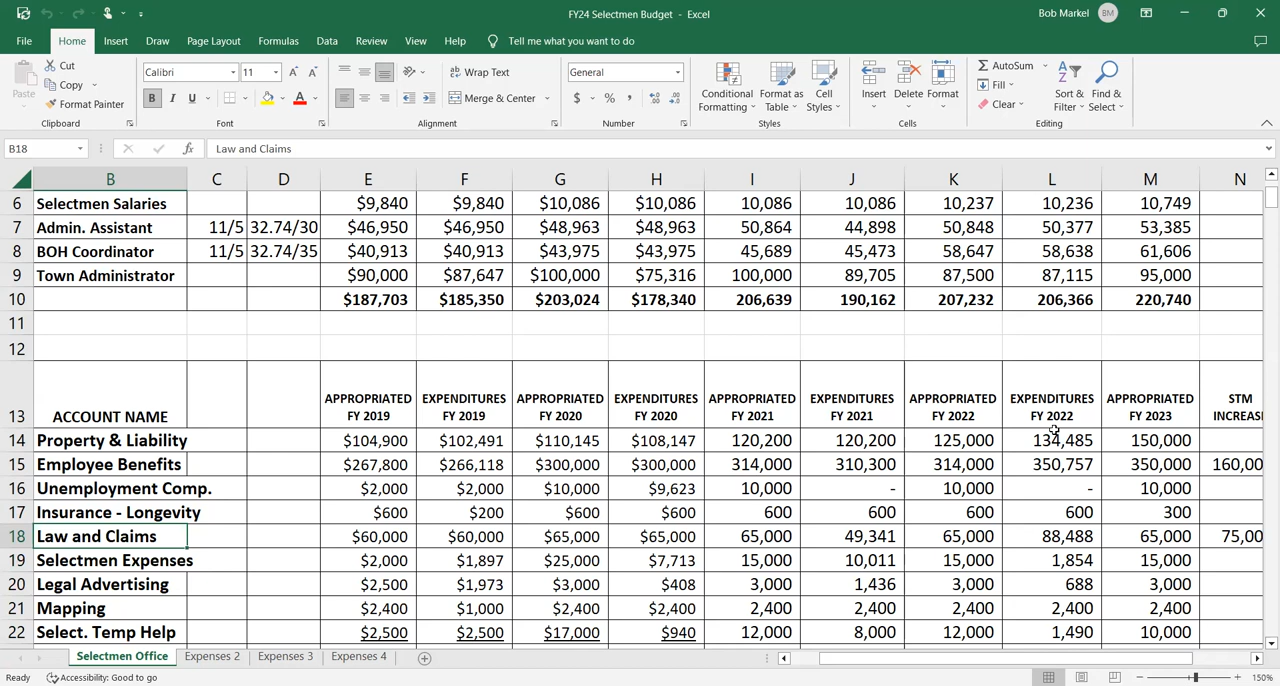 FY24 Selectmen Budget - Excel
Bob Markel BM
File Home Insert Draw Page Layout Formulas Data Review View Help Tell me what you want to do
Paste Cut Copy Format Painter Clipboard
Calibri 11 B I U A Font
Wrap Text Merge & Center Alignment
General $ % , Number
Conditional Formatting Format as Table Cell Styles Styles
Insert Delete Format Cells
AutoSum Fill Clear Sort & Filter Find & Select Editing
B18 fx Law and Claims
B C D E F G H I J K L M N
6 Selectmen Salaries $9,840 $9,840 $10,086 $10,086 10,086 10,086 10,237 10,236 10,749
7 Admin. Assistant 11/5 32.74/30 $46,950 $46,950 $48,963 $48,963 50,864 44,898 50,848 50,377 53,385
8 BOH Coordinator 11/5 32.74/35 $40,913 $40,913 $43,975 $43,975 45,689 45,473 58,647 58,638 61,606
9 Town Administrator $90,000 $87,647 $100,000 $75,316 100,000 89,705 87,500 87,115 95,000
10 $187,703 $185,350 $203,024 $178,340 206,639 190,162 207,232 206,366 220,740
11
12
13 ACCOUNT NAME APPROPRIATED FY 2019 EXPENDITURES FY 2019 APPROPRIATED FY 2020 EXPENDITURES FY 2020 APPROPRIATED FY 2021 EXPENDITURES FY 2021 APPROPRIATED FY 2022 EXPENDITURES FY 2022 APPROPRIATED FY 2023 STM INCREAS
14 Property & Liability $104,900 $102,491 $110,145 $108,147 120,200 120,200 125,000 134,485 150,000
15 Employee Benefits $267,800 $266,118 $300,000 $300,000 314,000 310,300 314,000 350,757 350,000 160,00
16 Unemployment Comp. $2,000 $2,000 $10,000 $9,623 10,000 - 10,000 - 10,000
17 Insurance - Longevity $600 $200 $600 $600 600 600 600 600 300
18 Law and Claims $60,000 $60,000 $65,000 $65,000 65,000 49,341 65,000 88,488 65,000 75,00
19 Selectmen Expenses $2,000 $1,897 $25,000 $7,713 15,000 10,011 15,000 1,854 15,000
20 Legal Advertising $2,500 $1,973 $3,000 $408 3,000 1,436 3,000 688 3,000
21 Mapping $2,400 $1,000 $2,400 $2,400 2,400 2,400 2,400 2,400 2,400
22 Select. Temp Help $2,500 $2,500 $17,000 $940 12,000 8,000 12,000 1,490 10,000
Selectmen Office Expenses 2 Expenses 3 Expenses 4
Ready Accessibility: Good to go 150%